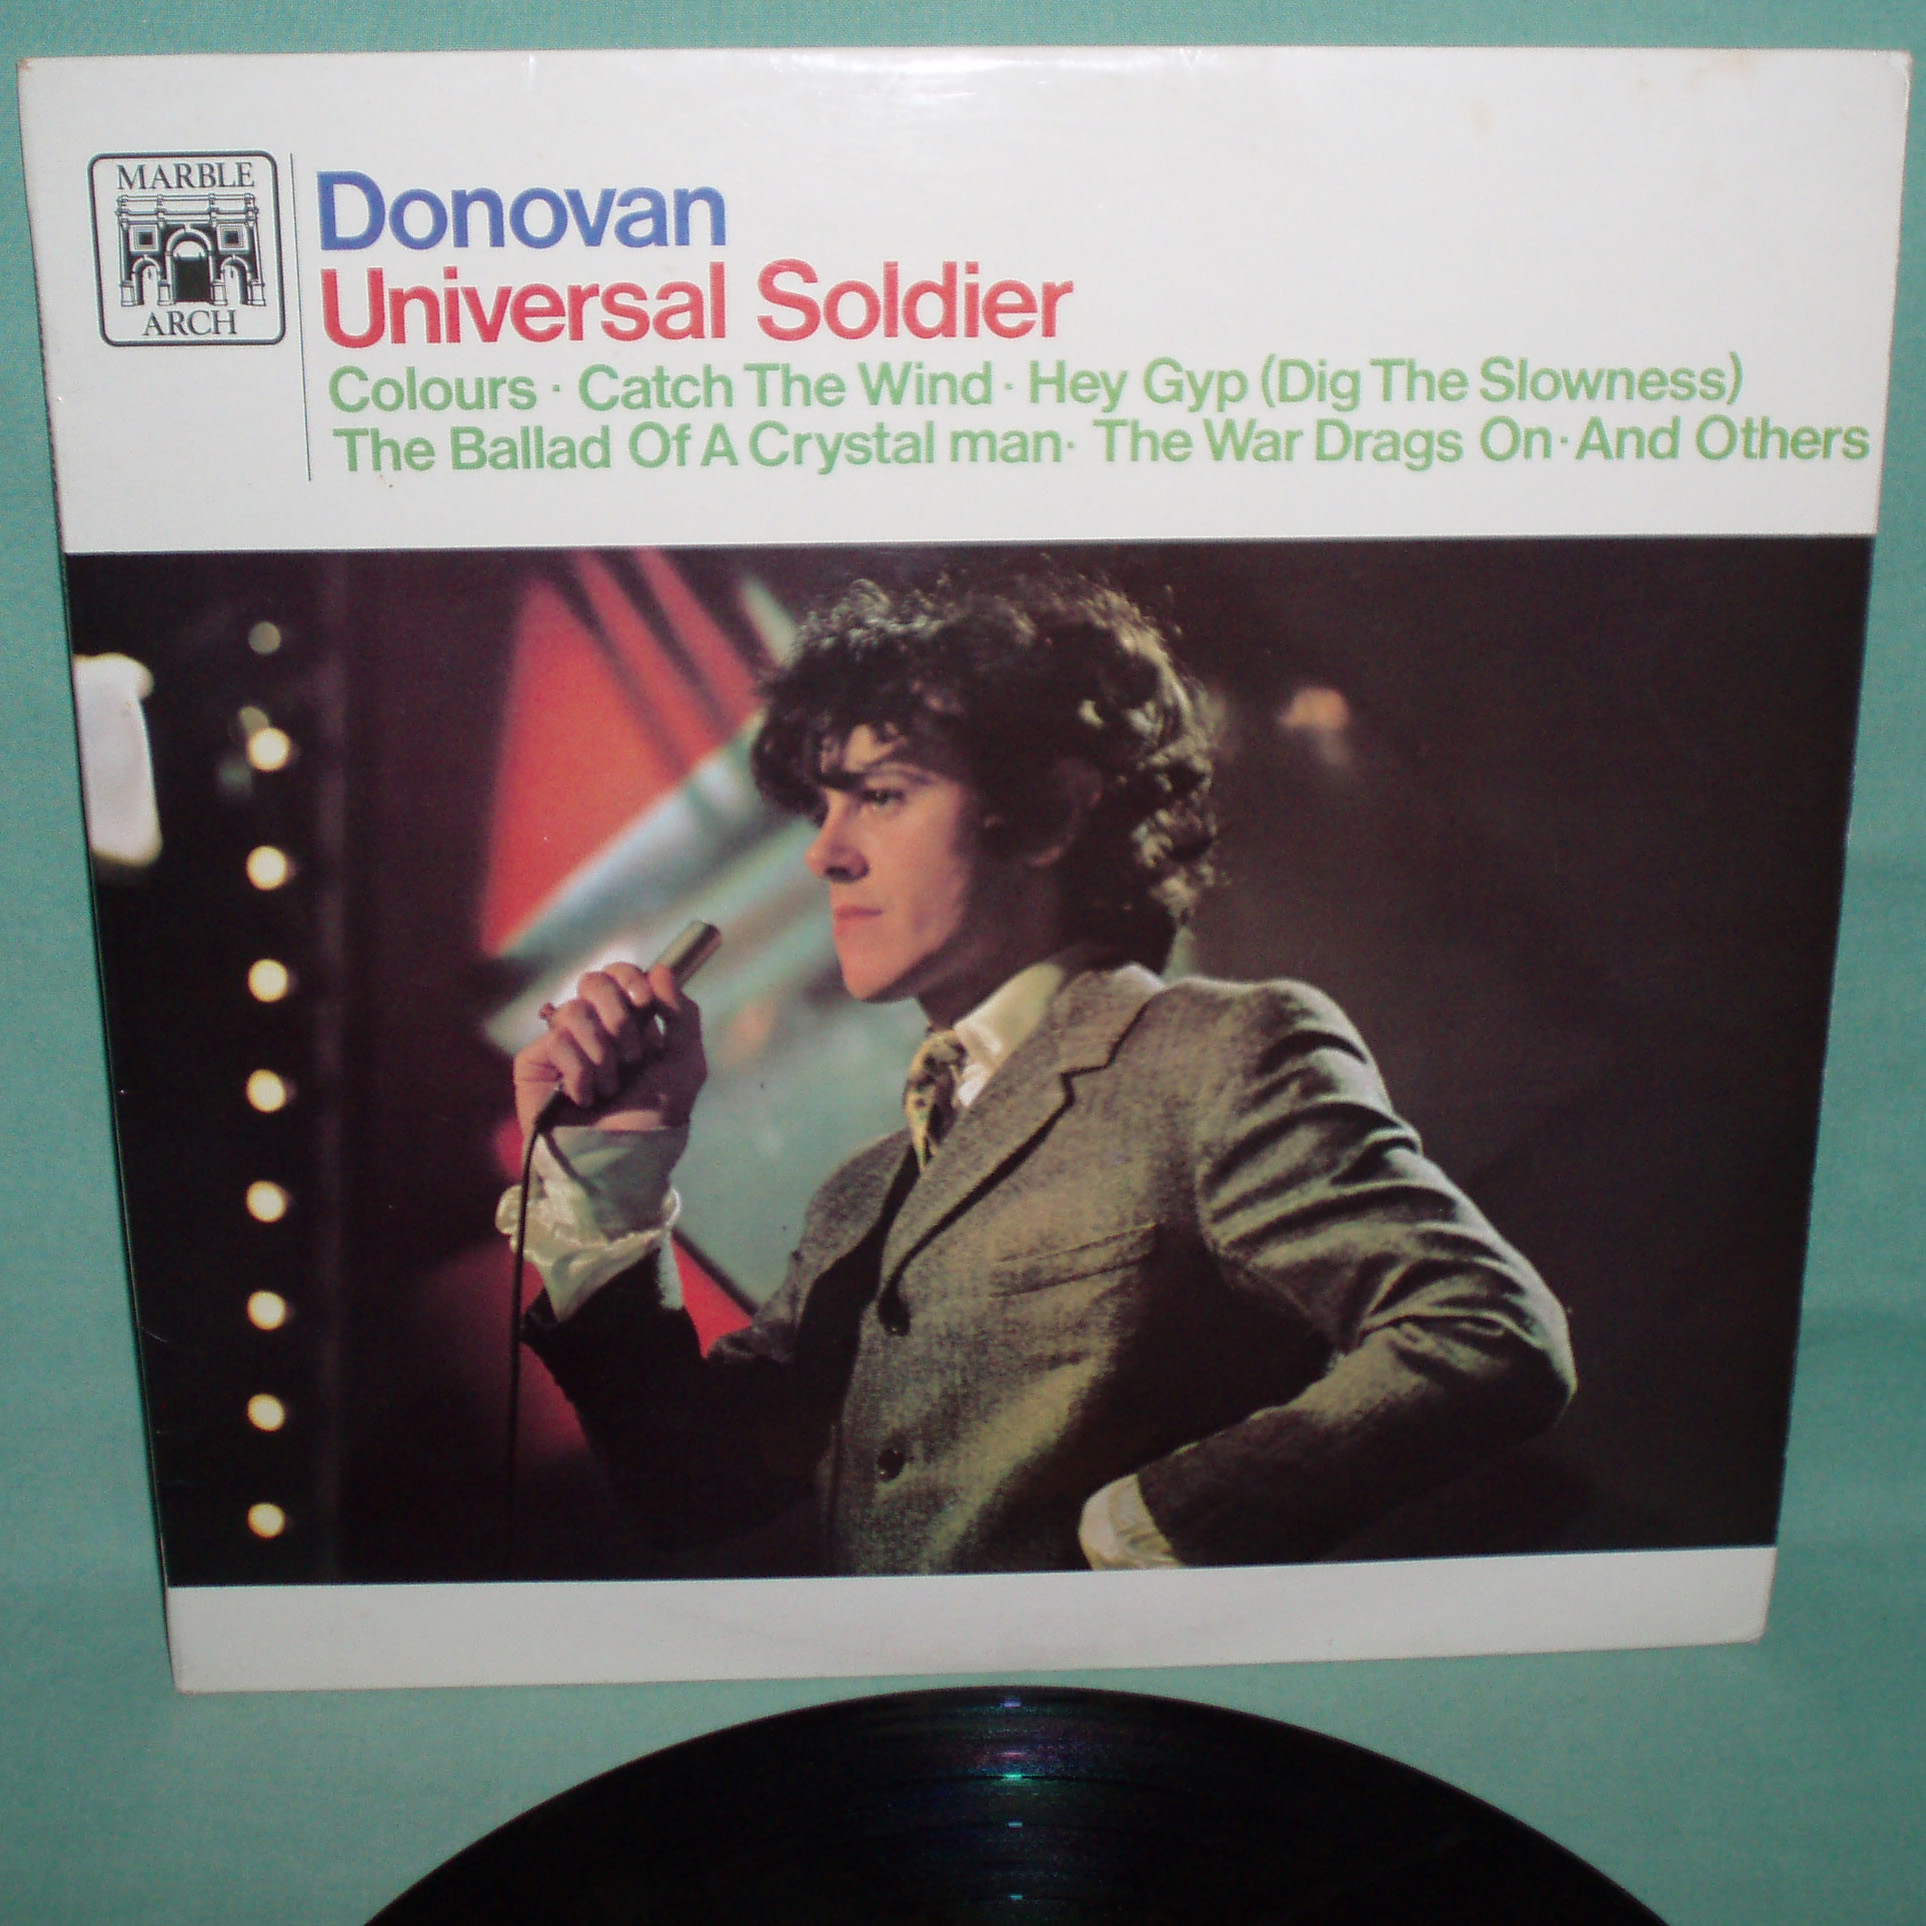 MARBLE
ARCH
Donovan
Universal Soldier
Colours · Catch The Wind · Hey Gyp (Dig The Slowness)
The Ballad Of A Crystal man · The War Drags On · And Others